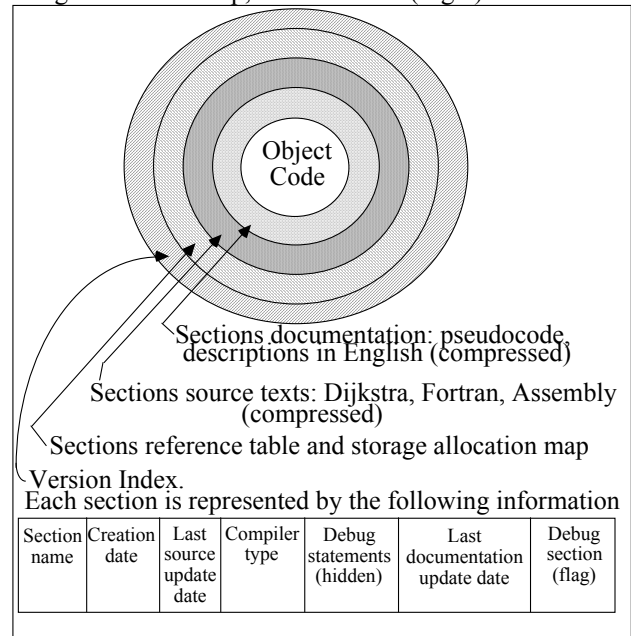 Object
Code
Sections documentation: pseudocode,
descriptions in English (compressed)
Sections source texts: Dijkstra, Fortran, Assembly
(compressed)
Sections reference table and storage allocation map
Version Index.
Each section is represented by the following information
Section name
Creation date
Last source update date
Compiler type
Debug statements (hidden)
Last documentation update date
Debug section (flag)